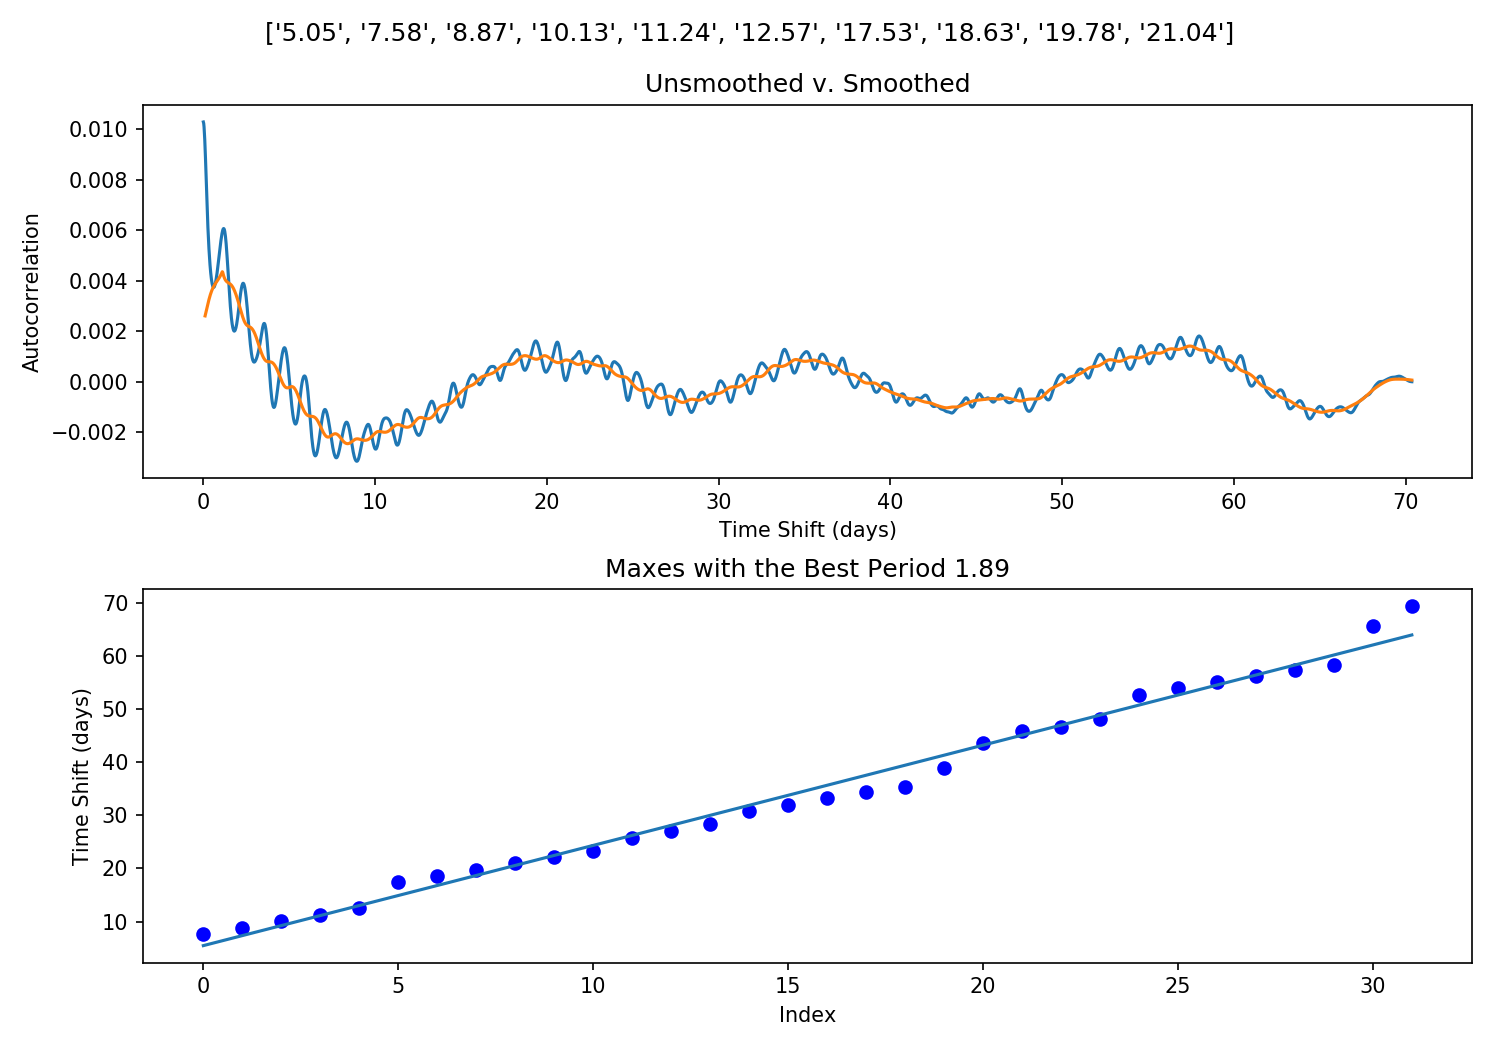 ['5.05', '7.58', '8.87', '10.13', '11.24', '12.57', '17.53', '18.63', '19.78', '21.04']
Unsmoothed v. Smoothed
0.010
0.008
0.006
0.004
0.002
0.000
−0.002
Autocorrelation
0 10 20 30 40 50 60 70
Time Shift (days)
Maxes with the Best Period 1.89
70
60
50
40
30
20
10
Time Shift (days)
0 5 10 15 20 25 30
Index